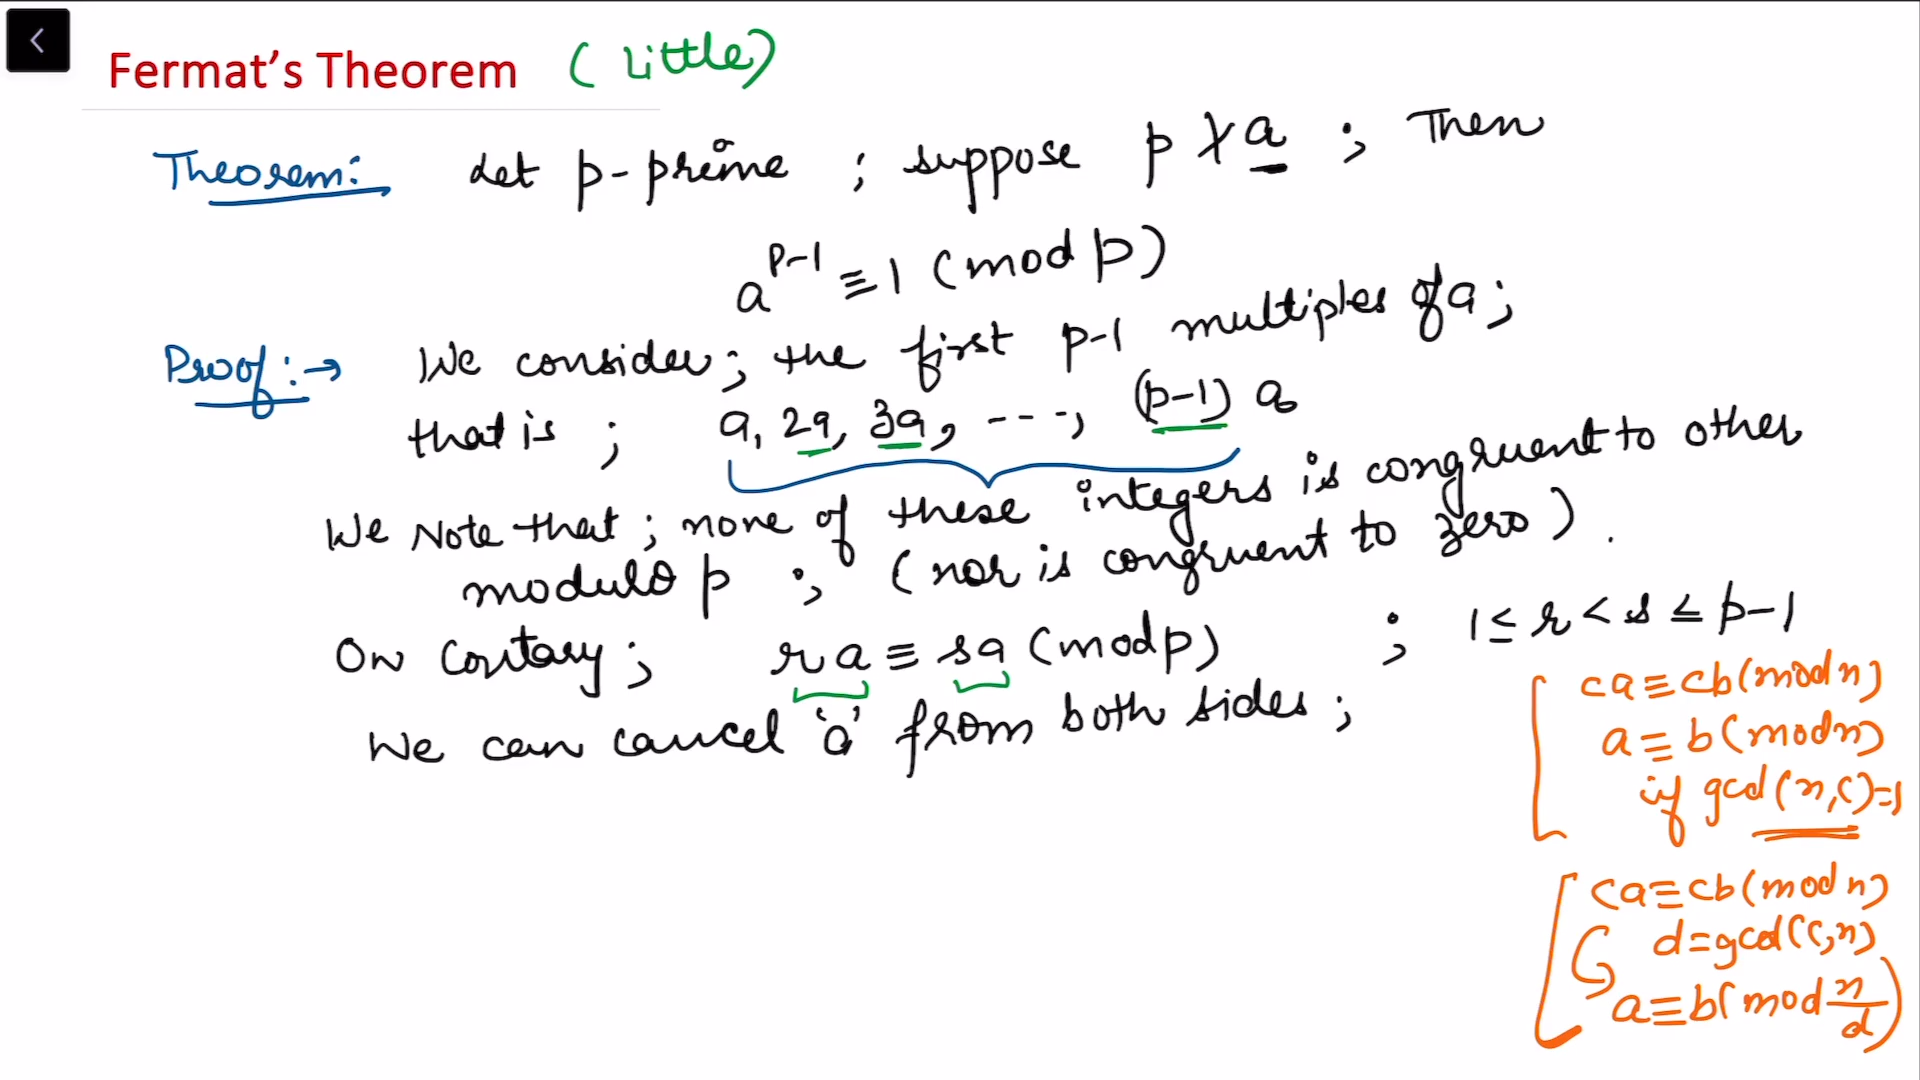 Fermat's Theorem (Little)
Theorem: Let p-prime ; suppose p ∤ a ; Then
a^{p-1} ≡ 1 (mod p)
Proof :→ We consider ; the first p-1 multiples of a ;
that is ; a, 2a, 3a, ---, (p-1) a.
We Note that ; none of these integers is congruent to other
modulo p ; (nor is congruent to zero) .
On Contary ; ra ≡ sa (mod p) ; 1 ≤ r < s ≤ p-1
We can cancel 'a' from both sides ;
ca ≡ cb (mod n)
a ≡ b (mod n)
if gcd (n,c)=1
ca ≡ cb (mod n)
d = gcd (c,n)
a ≡ b (mod n/d)